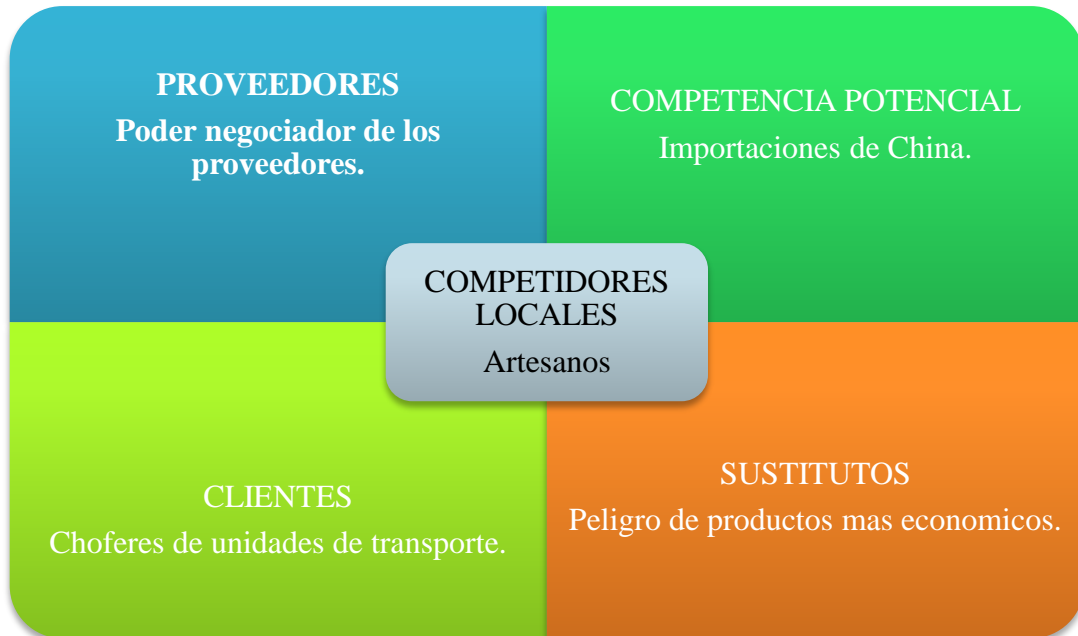 PROVEEDORES
Poder negociador de los
proveedores.
COMPETENCIA POTENCIAL
Importaciones de China.
COMPETIDORES
LOCALES
Artesanos
CLIENTES
Choferes de unidades de transporte.
SUSTITUTOS
Peligro de productos mas economicos.